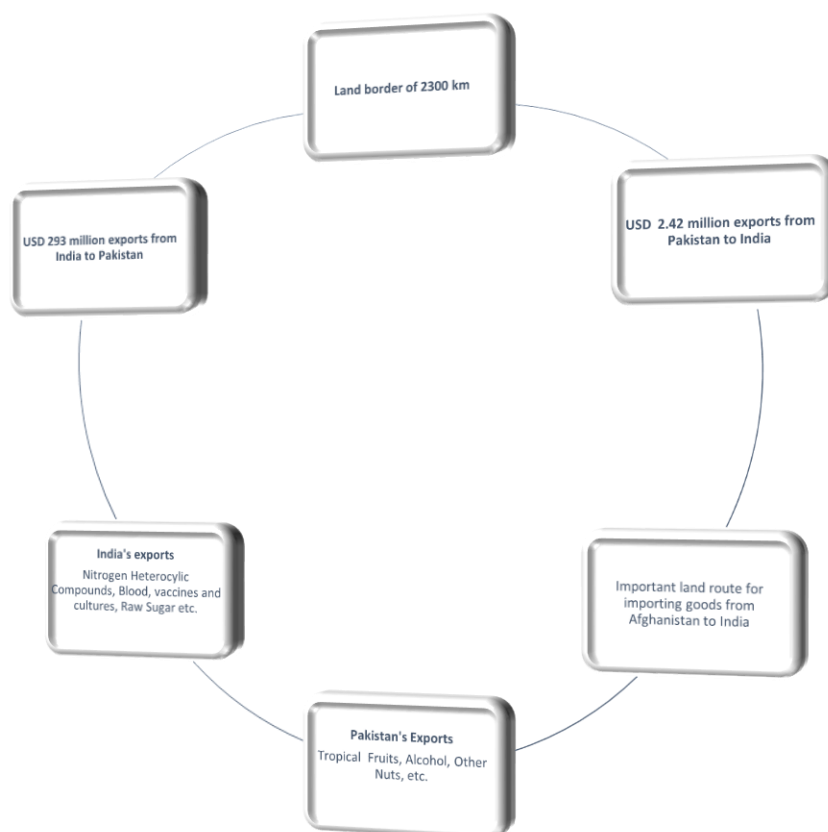 Land border of 2300 km
USD  2.42 million exports from
Pakistan to India
Important land route for
importing goods from
Afghanistan to India
Pakistan's Exports
Tropical  Fruits, Alcohol, Other
Nuts, etc.
India's exports
Nitrogen Heterocylic
Compounds, Blood, vaccines and
cultures, Raw Sugar etc.
USD 293 million exports from
India to Pakistan